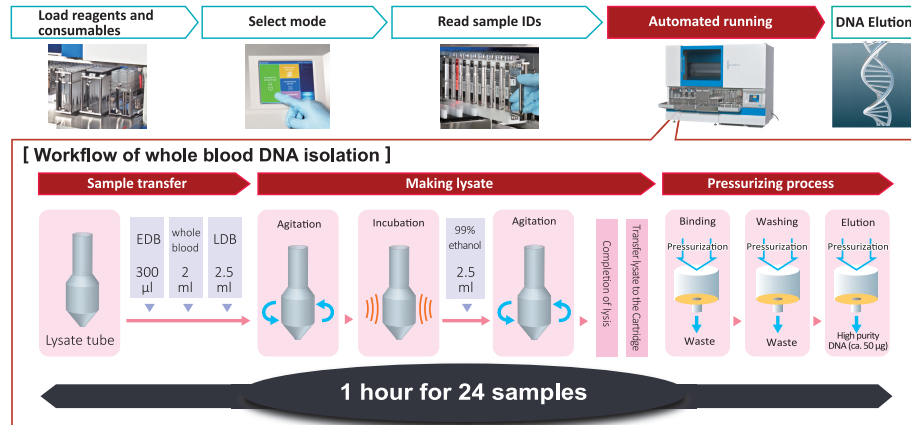 Load reagents and
consumables
Select mode
Read sample IDs
Automated running
DNA Elution
[ Workflow of whole blood DNA isolation ]
Sample transfer
Making lysate
Pressurizing process
Lysate tube
EDB
300
µl
whole
blood
2
ml
LDB
2.5
ml
Agitation
Incubation
99%
ethanol
2.5
ml
Agitation
Completion of lysis
Transfer lysate to the Cartridge
Binding
Pressurization
Waste
Washing
Pressurization
Waste
Elution
Pressurization
High purity
DNA (ca. 50 µg)
1 hour for 24 samples